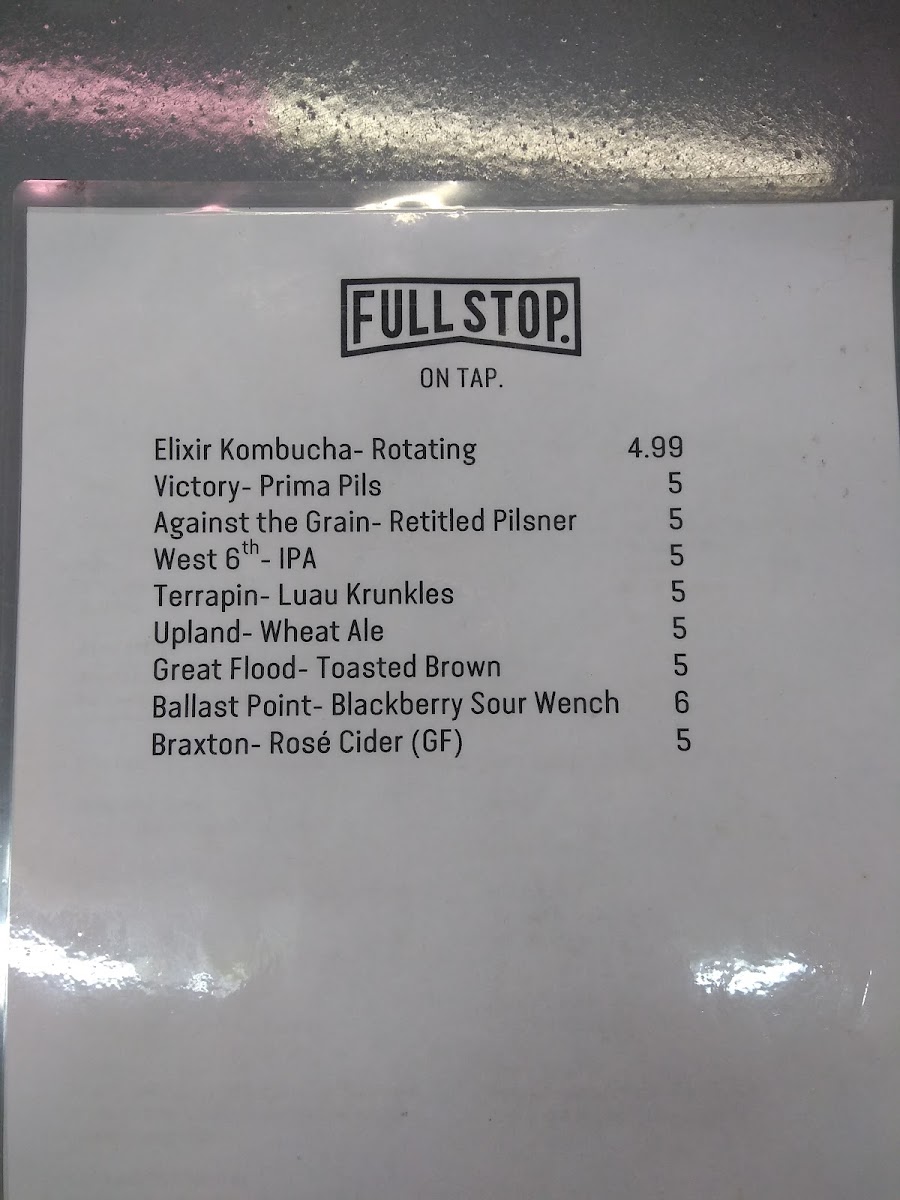 FULL STOP.
ON TAP.
Elixir Kombucha- Rotating 4.99
Victory- Prima Pils 5
Against the Grain- Retitled Pilsner 5
West 6th- IPA 5
Terrapin- Luau Krunkles 5
Upland- Wheat Ale 5
Great Flood- Toasted Brown 5
Ballast Point- Blackberry Sour Wench 6
Braxton- Rosé Cider (GF) 5